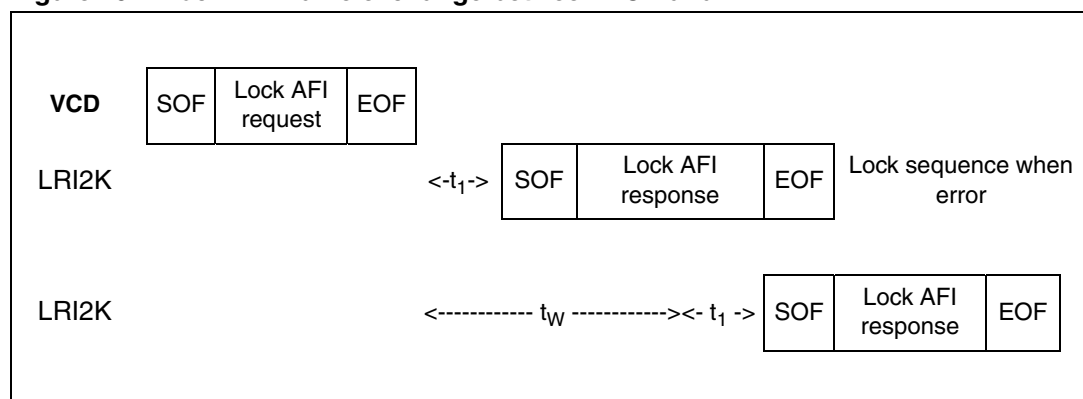 VCD SOF Lock AFI request EOF
LRI2K <-t1-> SOF Lock AFI response EOF Lock sequence when error
LRI2K <------------ tW ------------><- t1 -> SOF Lock AFI response EOF